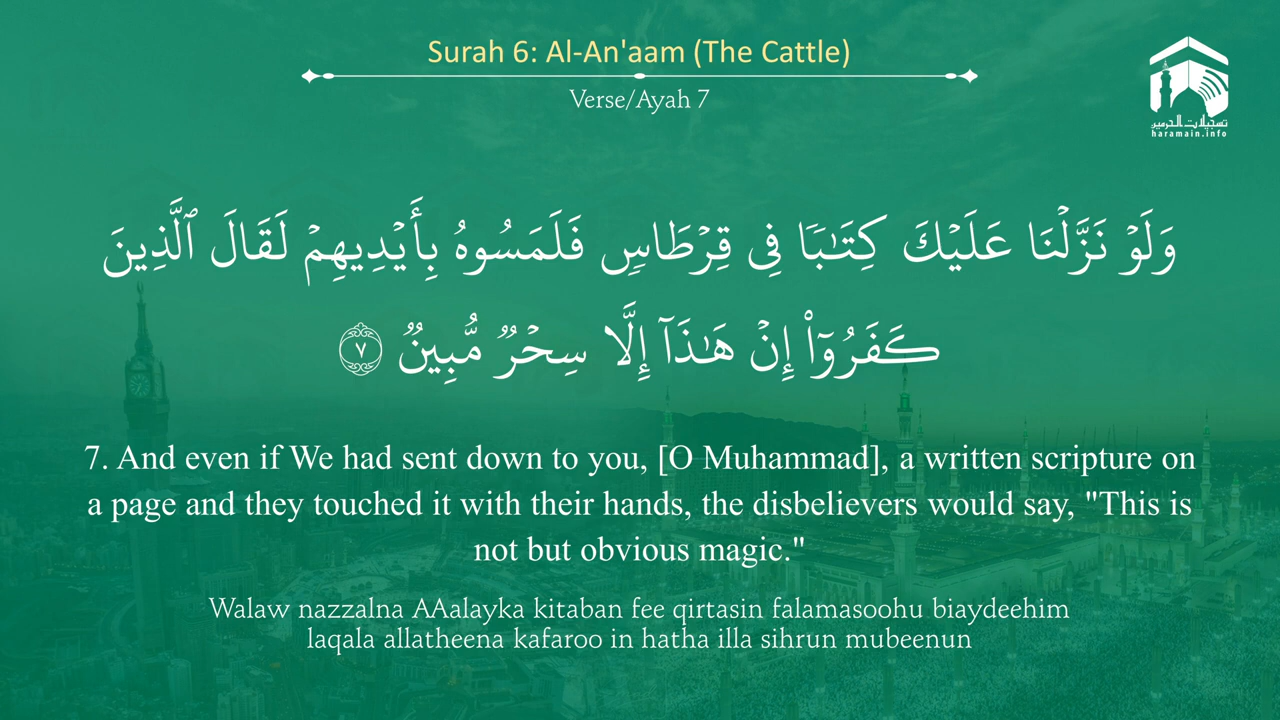 Surah 6: Al-An'aam (The Cattle)
Verse/Ayah 7
تسجيلات الحرمين
haramain.info
وَلَوْ نَزَّلْنَا عَلَيْكَ كِتَـٰبًا فِى قِرْطَاسٍ فَلَمَسُوهُ بِأَيْدِيهِمْ لَقَالَ ٱلَّذِينَ
كَفَرُوٓا۟ إِنْ هَـٰذَآ إِلَّا سِحْرٌ مُّبِينٌ ٧
7. And even if We had sent down to you, [O Muhammad], a written scripture on
a page and they touched it with their hands, the disbelievers would say, "This is
not but obvious magic."
Walaw nazzalna AAalayka kitaban fee qirtasin falamasoohu biaydeehim
laqala allatheena kafaroo in hatha illa sihrun mubeenun